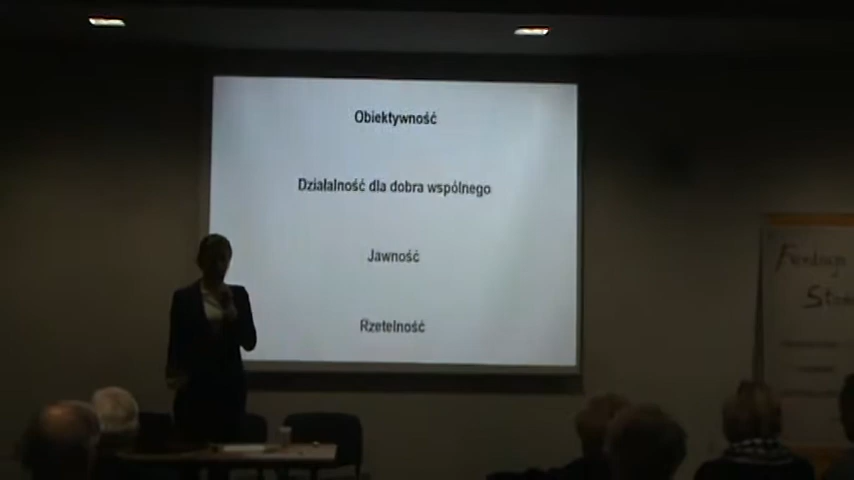 Obiektywność
Działalność dla dobra wspólnego
Jawność
Rzetelność